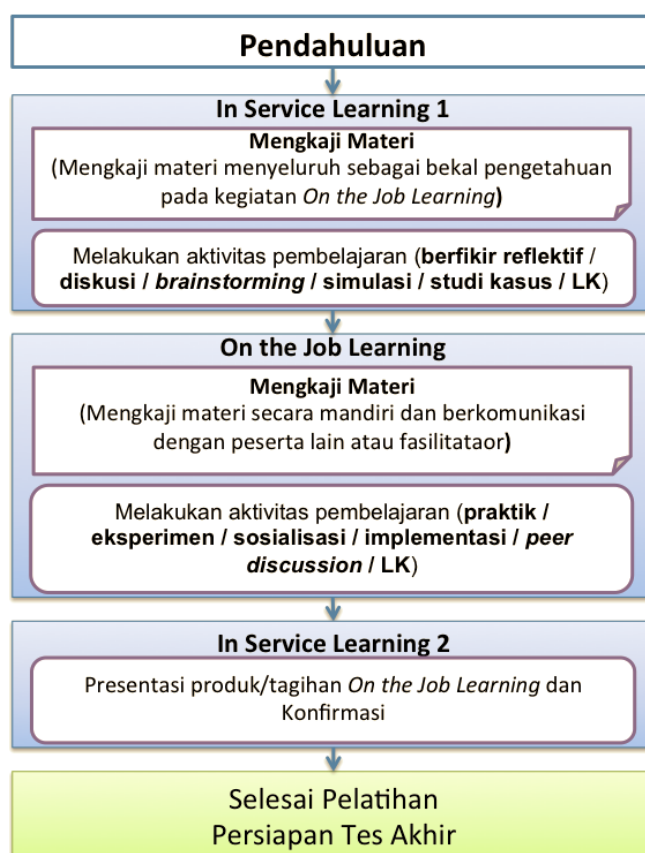 Pendahuluan
In Service Learning 1
Mengkaji Materi
(Mengkaji materi menyeluruh sebagai bekal pengetahuan
pada kegiatan On the Job Learning)
Melakukan aktivitas pembelajaran (berfikir reflektif /
diskusi / brainstorming / simulasi / studi kasus / LK)
On the Job Learning
Mengkaji Materi
(Mengkaji materi secara mandiri dan berkomunikasi
dengan peserta lain atau fasilitataor)
Melakukan aktivitas pembelajaran (praktik /
eksperimen / sosialisasi / implementasi / peer
discussion / LK)
In Service Learning 2
Presentasi produk/tagihan On the Job Learning dan
Konfirmasi
Selesai Pelatihan
Persiapan Tes Akhir